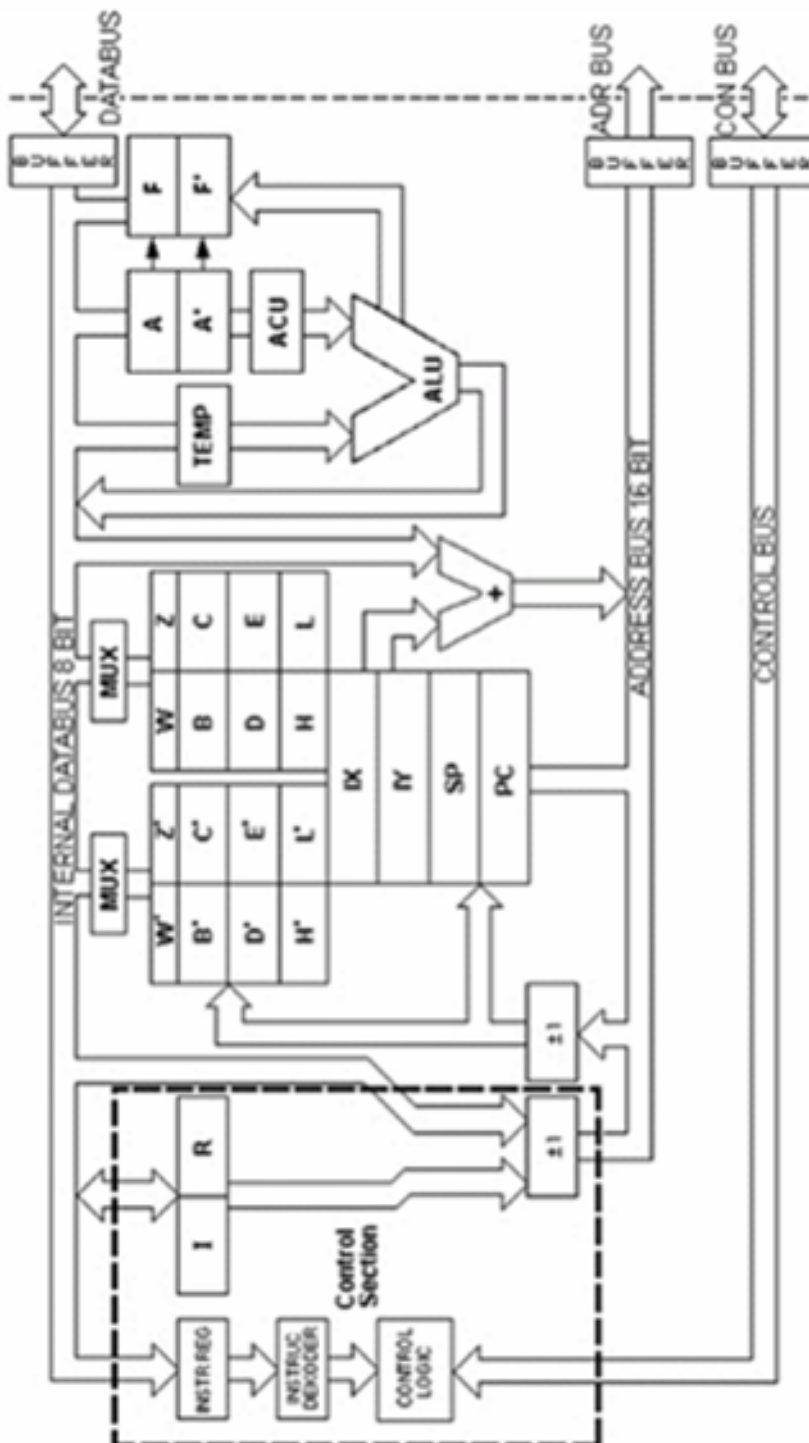 INTERNAL DATABUS 8 BIT
BUFFER
DATABUS
MUX
MUX
INSTR.REG
I
R
W'
Z'
W
Z
TEMP
A
F
B'
C'
B
C
A'
F'
INSTRUC
DEKODER
D'
E'
D
E
ACU
H'
L'
H
L
Control
Section
CONTROL
LOGIC
IX
ALU
IY
+
SP
±1
±1
PC
ADDRESS BUS 16 BIT
BUFFER
ADR BUS
CONTROL BUS
BUFFER
CON BUS